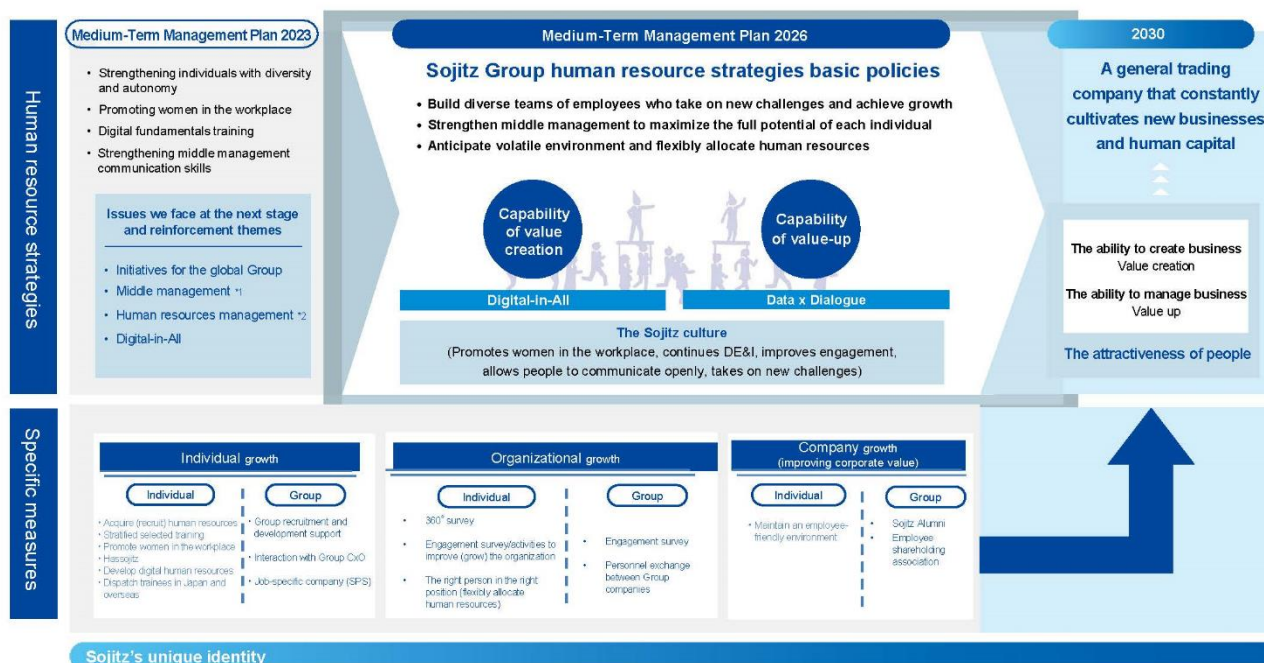 Human resource strategies
Medium-Term Management Plan 2023
• Strengthening individuals with diversity
and autonomy
• Promoting women in the workplace
• Digital fundamentals training
• Strengthening middle management
communication skills
Issues we face at the next stage
and reinforcement themes
• Initiatives for the global Group
• Middle management *1
• Human resources management *2
• Digital-in-All
Medium-Term Management Plan 2026
Sojitz Group human resource strategies basic policies
• Build diverse teams of employees who take on new challenges and achieve growth
• Strengthen middle management to maximize the full potential of each individual
• Anticipate volatile environment and flexibly allocate human resources
Capability
of value
creation
Capability
of value-up
Digital-in-All
Data x Dialogue
The Sojitz culture
(Promotes women in the workplace, continues DE&I, improves engagement,
allows people to communicate openly, takes on new challenges)
2030
A general trading
company that constantly
cultivates new businesses
and human capital
The ability to create business
Value creation
The ability to manage business
Value up
The attractiveness of people
Specific measures
Individual growth
Individual
• Acquire (recruit) human resources
• Stratified selected training
• Promote women in the workplace
• Hassojitz
• Develop digital human resources
• Dispatch trainees in Japan and
overseas
Group
• Group recruitment and
development support
• Interaction with Group CxO
• Job-specific company (SPS)
Organizational growth
Individual
• 360° survey
• Engagement survey/activities to
improve (grow) the organization
• The right person in the right
position (flexibly allocate
human resources)
Group
• Engagement survey
• Personnel exchange
between Group
companies
Company growth
(improving corporate value)
Individual
• Maintain an employee-
friendly environment
Group
• Sojitz Alumni
• Employee
shareholding
association
Sojitz's unique identity